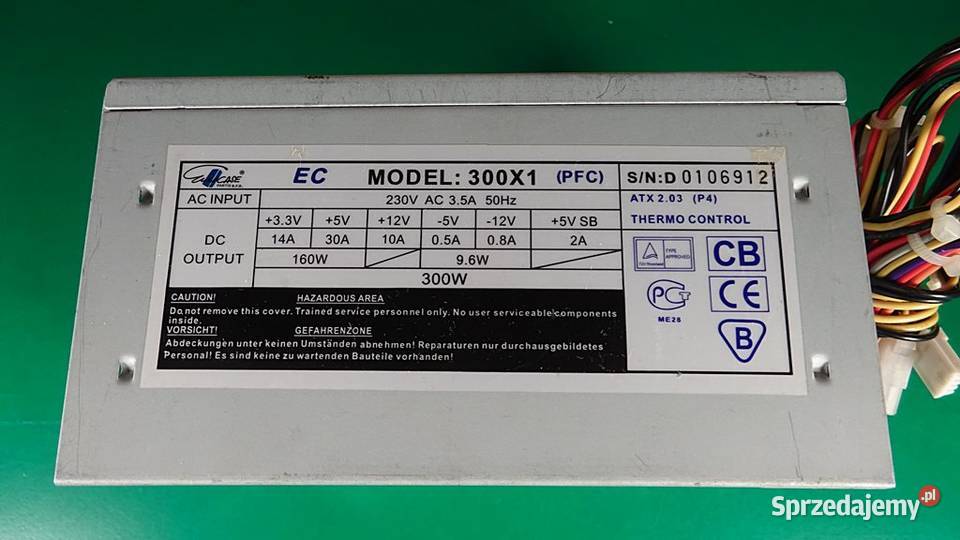 CASE EC MODEL: 300X1 (PFC) S/N:D 0106912
AC INPUT 230V AC 3.5A 50Hz
ATX 2.03 (P4)
THERMO CONTROL
+3.3V +5V +12V -5V -12V +5V SB
DC OUTPUT 14A 30A 10A 0.5A 0.8A 2A
160W 9.6W
300W
TYPE APPROVED
CB
ME28
CE
B
CAUTION! HAZARDOUS AREA
Do not remove this cover. Trained service personnel only. No user serviceable components
inside.
VORSICHT! GEFAHRENZONE
Abdeckungen unter keinen Umständen abnehmen! Reparaturen nur durchausgebildetes
Personal! Es sind keine zu wartenden Bauteile vorhanden!
Sprzedajemy.pl